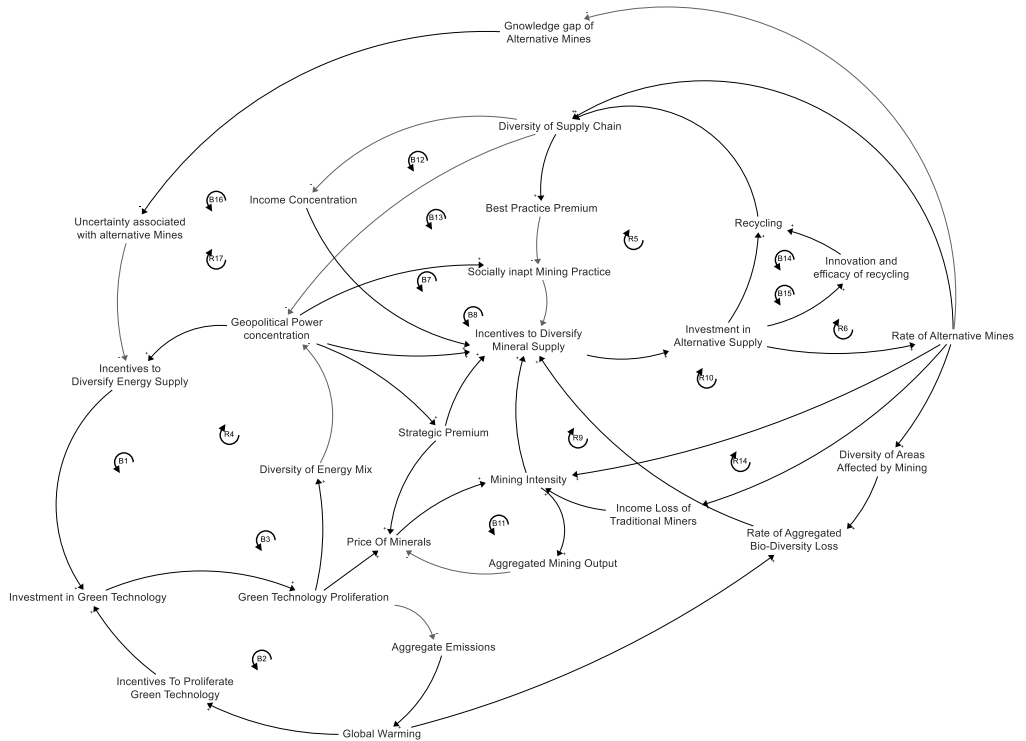 Gnowledge gap of
Alternative Mines
Diversity of Supply Chain
B12
B16
Income Concentration
Best Practice Premium
Uncertainty associated
with alternative Mines
B13
Recycling
R5
R17
B14
Socially inapt Mining Practice
Innovation and
efficacy of recycling
B7
B15
B8
Geopolitical Power
concentration
Incentives to Diversify
Mineral Supply
Investment in
Alternative Supply
R6
Rate of Alternative Mines
Incentives to
Diversify Energy Supply
R10
Strategic Premium
R4
R9
B1
R14
Diversity of Areas
Affected by Mining
Diversity of Energy Mix
Mining Intensity
Income Loss of
Traditional Miners
B11
Rate of Aggregated
Bio-Diversity Loss
B3
Price Of Minerals
Aggregated Mining Output
Investment in Green Technology
Green Technology Proliferation
Aggregate Emissions
B2
Incentives To Proliferate
Green Technology
Global Warming